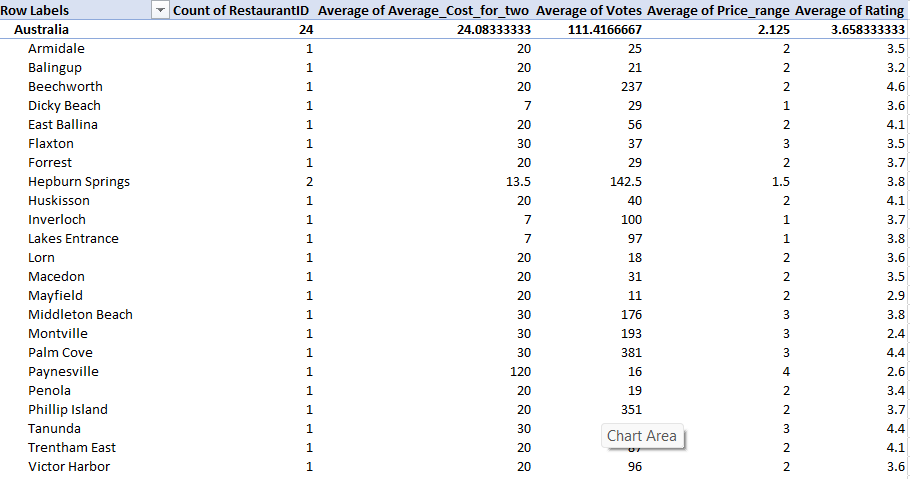 Row Labels Count of RestaurantID Average of Average_Cost_for_two Average of Votes Average of Price_range Average of Rating
Australia 24 24.08333333 111.4166667 2.125 3.658333333
Armidale 1 20 25 2 3.5
Balingup 1 20 21 2 3.2
Beechworth 1 20 237 2 4.6
Dicky Beach 1 7 29 1 3.6
East Ballina 1 20 56 2 4.1
Flaxton 1 30 37 3 3.5
Forrest 1 20 29 2 3.7
Hepburn Springs 2 13.5 142.5 1.5 3.8
Huskisson 1 20 40 2 4.1
Inverloch 1 7 100 1 3.7
Lakes Entrance 1 7 97 1 3.8
Lorn 1 20 18 2 3.6
Macedon 1 20 31 2 3.5
Mayfield 1 20 11 2 2.9
Middleton Beach 1 30 176 3 3.8
Montville 1 30 193 3 2.4
Palm Cove 1 30 381 3 4.4
Paynesville 1 120 16 4 2.6
Penola 1 20 19 2 3.4
Phillip Island 1 20 351 2 3.7
Tanunda 1 30 3 4.4
Chart Area
Trentham East 1 20 2 4.1
Victor Harbor 1 20 96 2 3.6